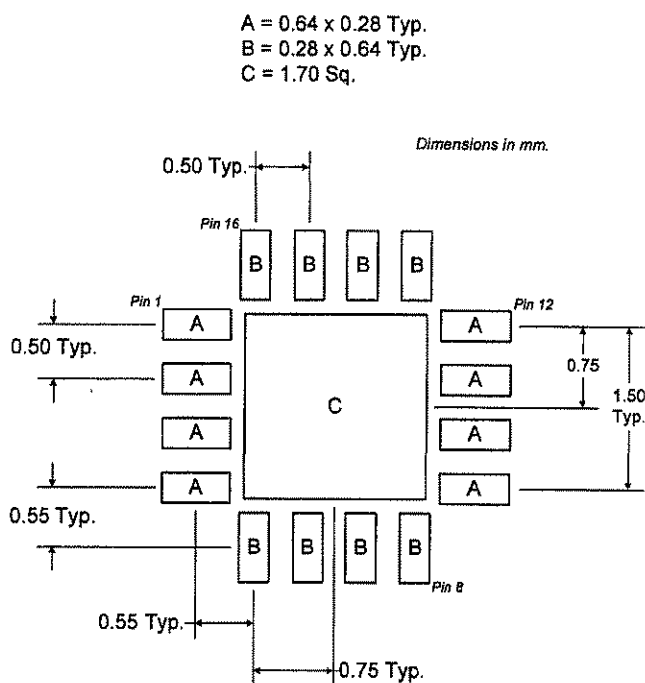 A = 0.64 x 0.28 Typ.
B = 0.28 x 0.64 Typ.
C = 1.70 Sq.
Dimensions in mm.
0.50 Typ.
Pin 16
B B B B
Pin 1
Pin 12
A A
0.50 Typ.
0.75
A A
1.50
Typ.
C
A A
A A
0.55 Typ.
B B B B
Pin 8
0.55 Typ.
0.75 Typ.